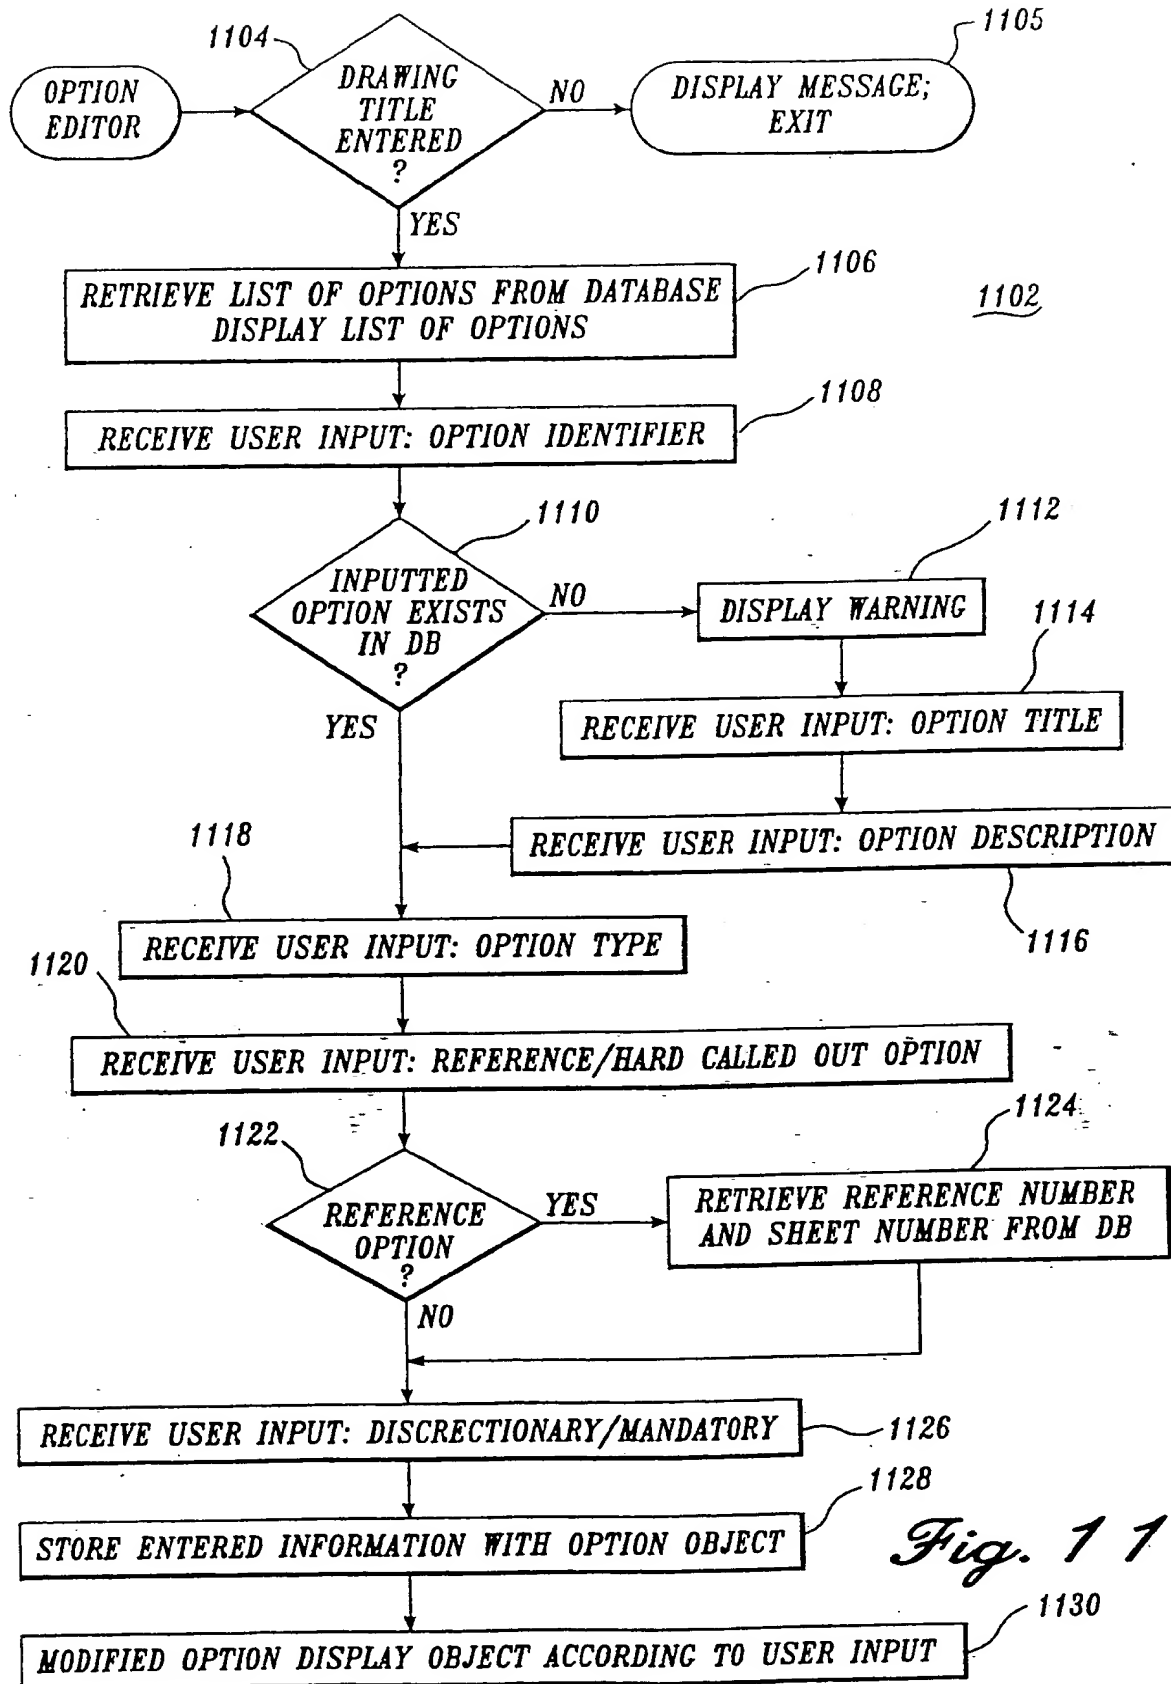 1104
1105
OPTION
EDITOR
DRAWING
TITLE
ENTERED
?
NO
DISPLAY MESSAGE;
EXIT
YES
1106
RETRIEVE LIST OF OPTIONS FROM DATABASE
DISPLAY LIST OF OPTIONS
1102
1108
RECEIVE USER INPUT: OPTION IDENTIFIER
1110
1112
INPUTTED
OPTION EXISTS
IN DB
?
NO
DISPLAY WARNING
1114
YES
RECEIVE USER INPUT: OPTION TITLE
1118
RECEIVE USER INPUT: OPTION DESCRIPTION
1116
RECEIVE USER INPUT: OPTION TYPE
1120
RECEIVE USER INPUT: REFERENCE/HARD CALLED OUT OPTION
1124
1122
REFERENCE
OPTION
?
YES
RETRIEVE REFERENCE NUMBER
AND SHEET NUMBER FROM DB
NO
RECEIVE USER INPUT: DISCRECTIONARY/MANDATORY
1126
1128
STORE ENTERED INFORMATION WITH OPTION OBJECT
Fig. 11
1130
MODIFIED OPTION DISPLAY OBJECT ACCORDING TO USER INPUT